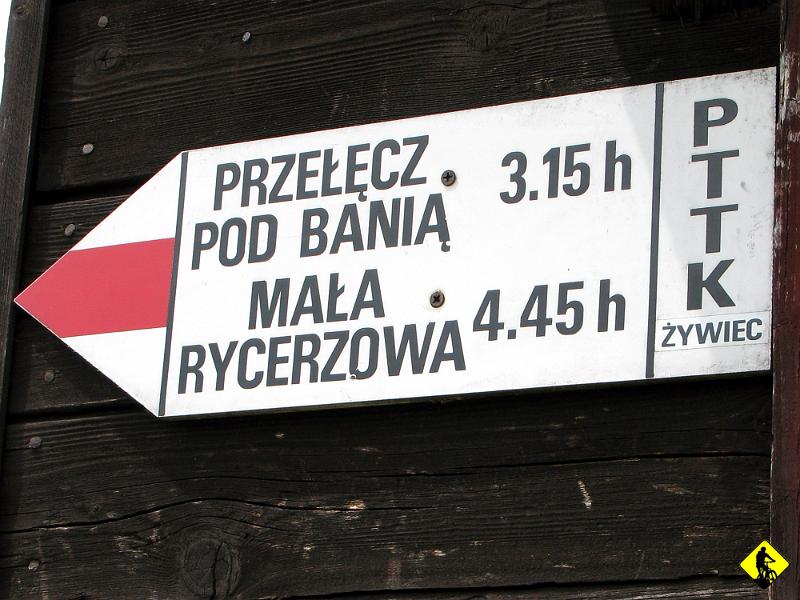 PRZEŁĘCZ
POD BANIĄ
3.15 h
MAŁA
RYCERZOWA
4.45 h
PTTK
ŻYWIEC